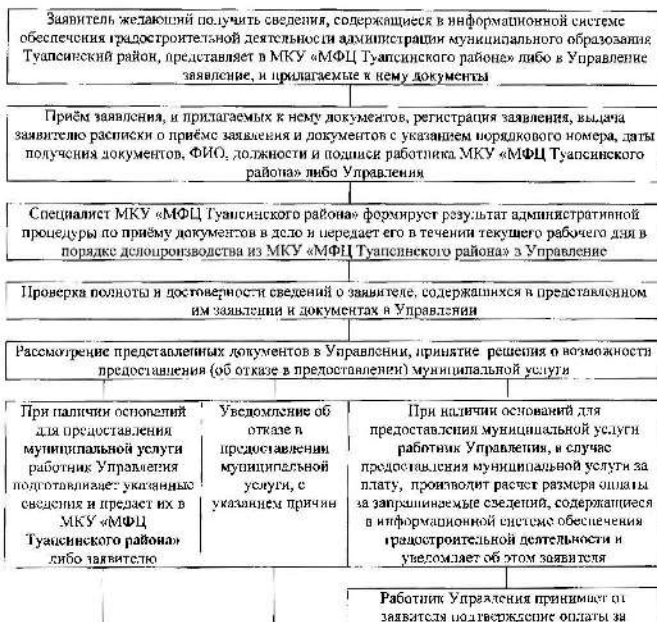 Заявитель желающий получить сведения, содержащиеся в информационной системе
обеспечения градостроительной деятельности администрации муниципального образования
Туапсинский район, представляет в МКУ «МФЦ Туапсинского района» либо в Управление
заявление, и прилагаемые к нему документы
Приём заявления, и прилагаемых к нему документов, регистрация заявления, выдача
заявителю расписки о приёме заявления и документов с указанием порядкового номера, даты
получения документов, ФИО, должности и подписи работника МКУ «МФЦ Туапсинского
района» либо Управления
Специалист МКУ «МФЦ Туапсинского района» формирует результат административной
процедуры по приёму документов в дело и передает его в течении текущего рабочего дня в
порядке делопроизводства из МКУ «МФЦ Туапсинского района» в Управление
Проверка полноты и достоверности сведений о заявителе, содержащихся в представленном
им заявлении и документах в Управлении
Рассмотрение представленных документов в Управлении, принятие решения о возможности
предоставления (об отказе в предоставлении) муниципальной услуги
При наличии оснований
для предоставления
муниципальной услуги
работник Управления
подготавливает указанные
сведения и предает их в
МКУ «МФЦ
Туапсинского района»
либо заявителю
Уведомление об
отказе в
предоставлении
муниципальной
услуги, с
указанием причин
При наличии оснований для
предоставления муниципальной услуги
работник Управления, в случае
предоставления муниципальной услуги за
плату, производит расчет размера оплаты
за запрашиваемые сведений, содержащиеся
в информационной системе обеспечения
градостроительной деятельности и
уведомляет об этом заявителя
Работник Управления принимает от
заявителя подтверждение оплаты за